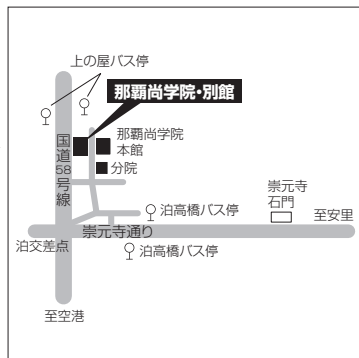 上の屋バス停
那覇尚学院・別館
国道58号線
那覇尚学院
本館
分院
崇元寺
石門
泊高橋バス停
至安里
崇元寺通り
泊交差点
泊高橋バス停
至空港